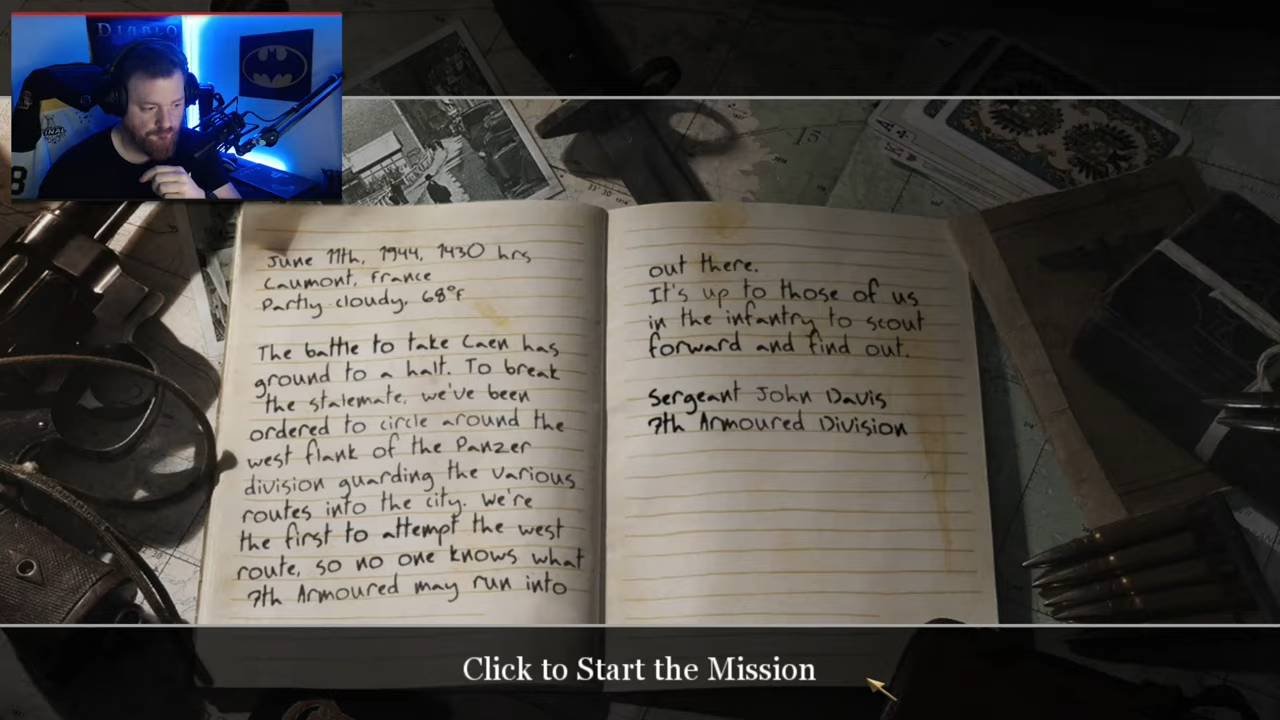 DIABLO
June 11th, 1944, 1430 hrs
Caumont, France
Partly cloudy, 68°F
The battle to take Caen has
ground to a halt. To break
the stalemate, we've been
ordered to circle around the
west flank of the Panzer
division guarding the various
routes into the city. We're
the first to attempt the west
route, so no one knows what
7th Armoured may run into
out there.
It's up to those of us
in the infantry to scout
forward and find out.
Sergeant John Davis
7th Armoured Division
Click to Start the Mission